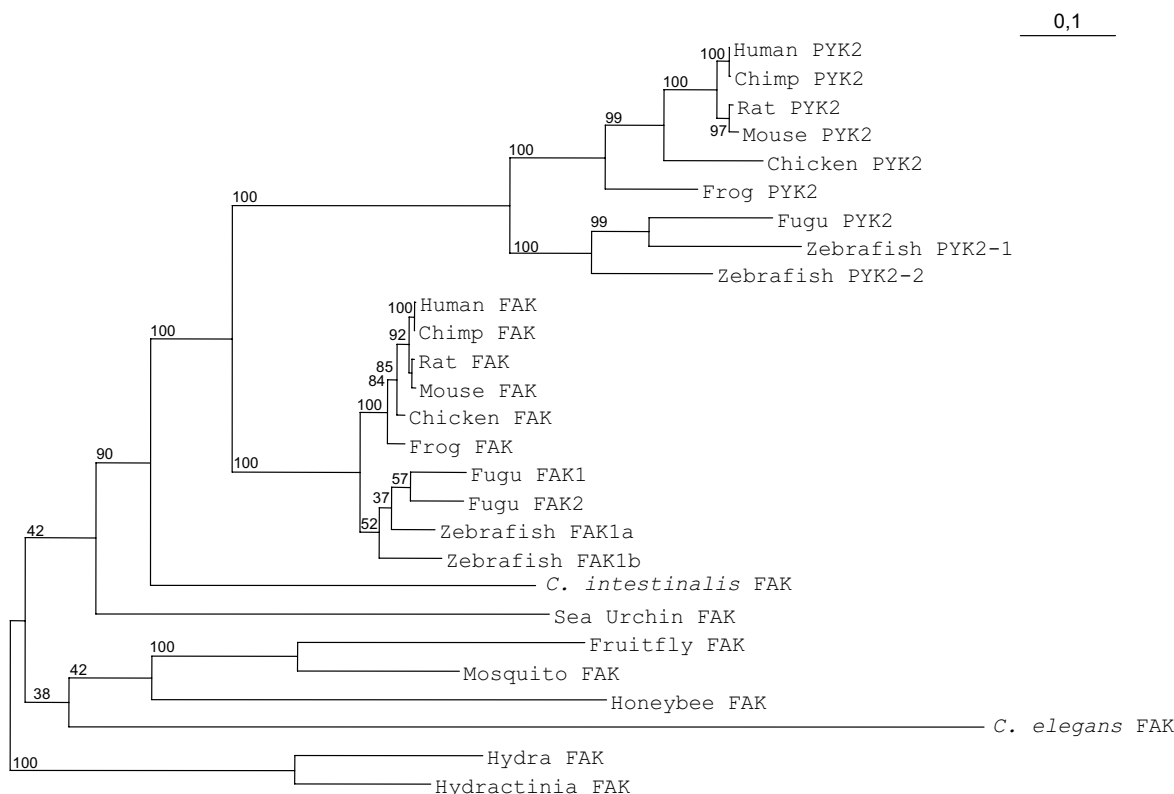 0,1
100 Human PYK2
Chimp PYK2
100
Rat PYK2
97 Mouse PYK2
99
Chicken PYK2
100
Frog PYK2
100
99 Fugu PYK2
Zebrafish PYK2-1
100
Zebrafish PYK2-2
100 Human FAK
Chimp FAK
100
92
Rat FAK
85
84
Mouse FAK
100
Chicken FAK
Frog FAK
90
100
Fugu FAK1
57
37
Fugu FAK2
52
Zebrafish FAK1a
42
Zebrafish FAK1b
C. intestinalis FAK
Sea Urchin FAK
100
Fruitfly FAK
42
Mosquito FAK
38
Honeybee FAK
C. elegans FAK
Hydra FAK
100
Hydractinia FAK